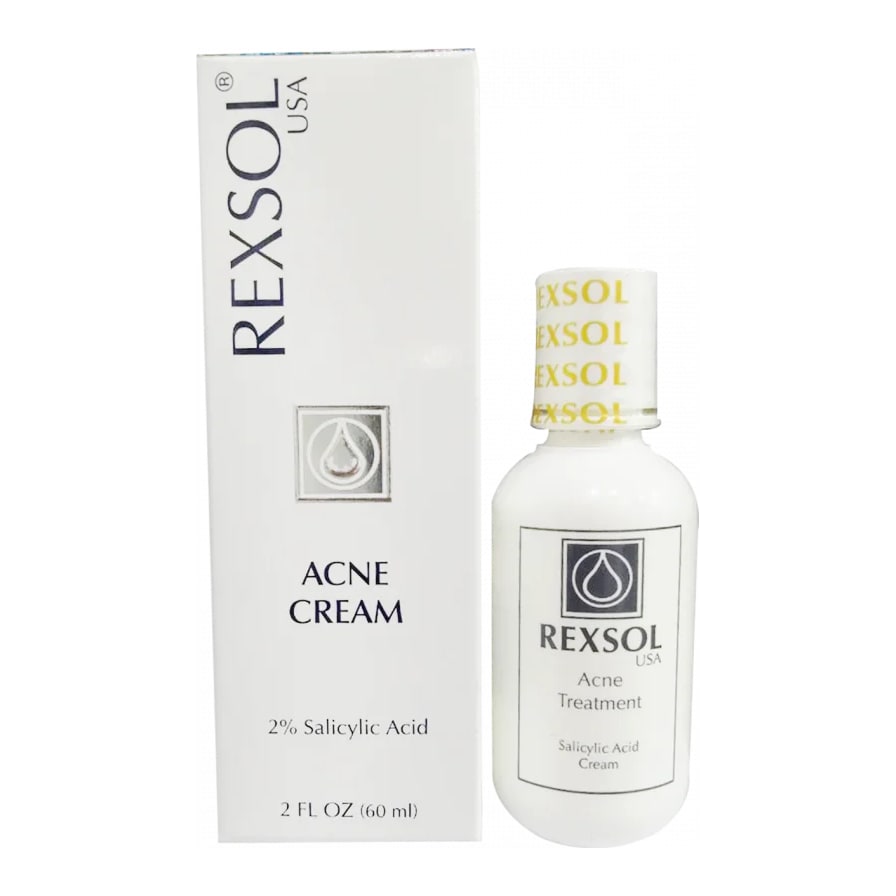 REXSOL®
USA
ACNE
CREAM
2% Salicylic Acid
2 FL OZ (60 ml)
REXSOL
REXSOL
REXSOL
REXSOL
REXSOL
USA
Acne
Treatment
Salicylic Acid
Cream